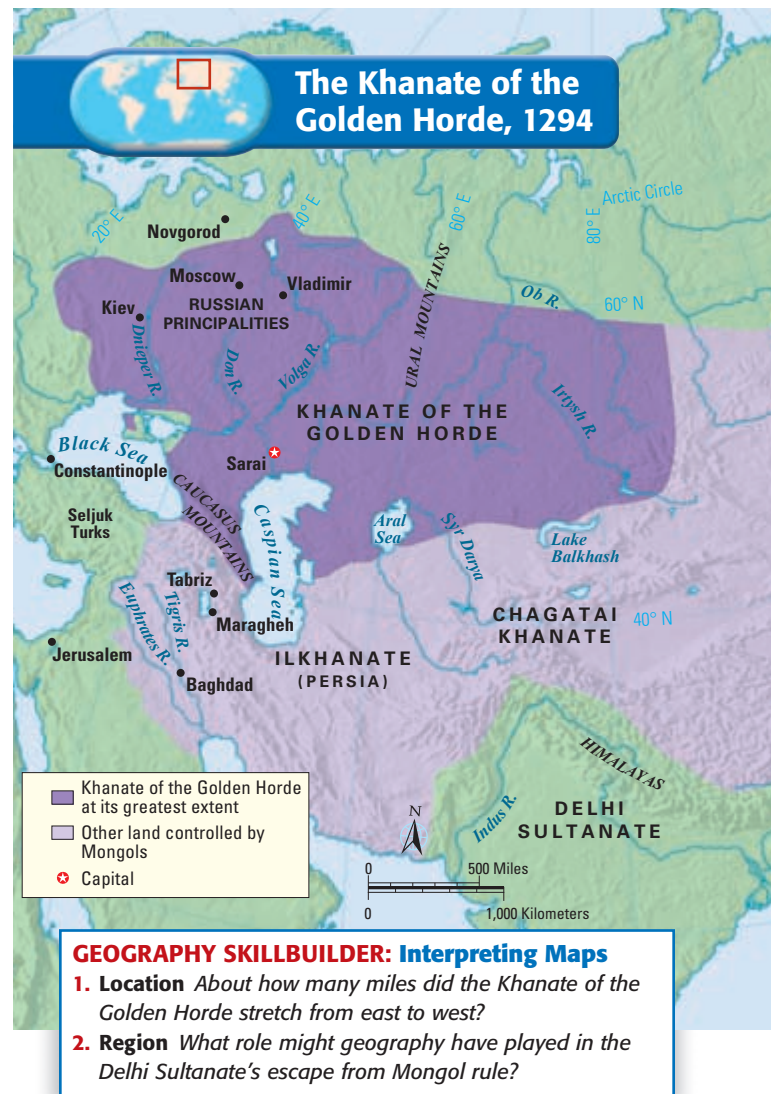 The Khanate of the
Golden Horde, 1294
Arctic Circle
20° E
40° E
60° E
80° E
Novgorod
Moscow
Vladimir
Kiev
RUSSIAN
PRINCIPALITIES
Ob R.
60° N
URAL MOUNTAINS
Dnieper R.
Don R.
Volga R.
Irtysh R.
KHANATE OF THE
GOLDEN HORDE
Black Sea
Constantinople
Sarai
CAUCASUS
MOUNTAINS
Seljuk
Turks
Caspian Sea
Aral
Sea
Syr Darya
Lake
Balkhash
Tabriz
Maragheh
Euphrates R.
Tigris R.
CHAGATAI
KHANATE
40° N
Jerusalem
ILKHANATE
(PERSIA)
Baghdad
HIMALAYAS
Indus R.
DELHI
SULTANATE
Khanate of the Golden Horde
at its greatest extent
Other land controlled by
Mongols
Capital
N
0 500 Miles
0 1,000 Kilometers
GEOGRAPHY SKILLBUILDER: Interpreting Maps
1. Location About how many miles did the Khanate of the
Golden Horde stretch from east to west?
2. Region What role might geography have played in the
Delhi Sultanate's escape from Mongol rule?